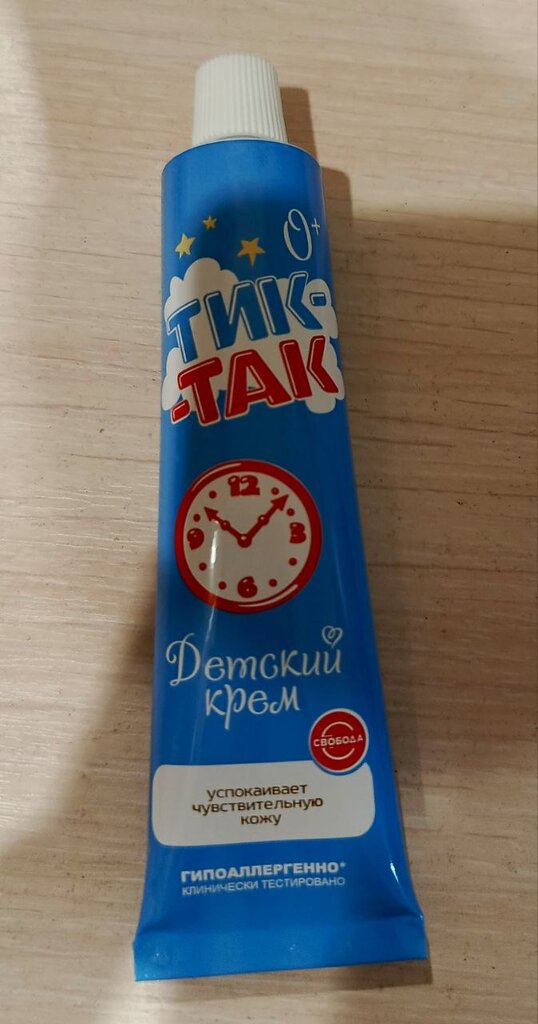 0+
ТИК-
-ТАК
12
9
3
6
Детский
крем
СВОБОДА
успокаивает
чувствительную
кожу
ГИПОАЛЛЕРГЕННО*
КЛИНИЧЕСКИ ТЕСТИРОВАНО